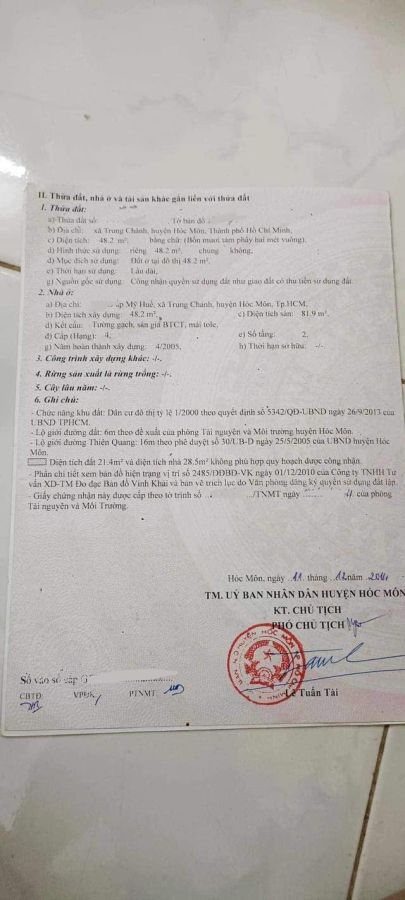 II. Thửa đất, nhà ở và tài sản khác gắn liền với thửa đất
1. Thửa đất:
a) Thửa đất số: Tờ bản đồ
b) Địa chỉ: xã Trung Chánh, huyện Hóc Môn, Thành phố Hồ Chí Minh,
c) Diện tích: 48.2 m², bằng chữ: (Bốn mươi tám phẩy hai mét vuông),
d) Hình thức sử dụng: riêng 48.2 m², chung không,
đ) Mục đích sử dụng: Đất ở tại đô thị 48.2 m²,
e) Thời hạn sử dụng: Lâu dài,
g) Nguồn gốc sử dụng: Công nhận quyền sử dụng đất như giao đất có thu tiền sử dụng đất.
2. Nhà ở:
a) Địa chỉ: ấp Mỹ Huề, xã Trung Chánh, huyện Hóc Môn, Tp.HCM,
b) Diện tích xây dựng: 48.2 m², c) Diện tích sàn: 81.9 m²,
d) Kết cấu: Tường gạch, sàn giả BTCT, mái tole,
đ) Cấp (Hạng): 4, e) Số tầng: 2,
g) Năm hoàn thành xây dựng: 4/2005, h) Thời hạn sở hữu: -/-.
3. Công trình xây dựng khác: -/-.
4. Rừng sản xuất là rừng trồng: -/-.
5. Cây lâu năm: -/-.
6. Ghi chú:
- Chức năng khu đất: Dân cư đô thị tỷ lệ 1/2000 theo quyết định số 5342/QĐ-UBND ngày 26/9/2013 của
UBND TPHCM.
- Lộ giới đường đất: 6m theo đề xuất của phòng Tài nguyên và Môi trường huyện Hóc Môn.
- Lộ giới đường Thiên Quang: 16m theo phê duyệt số 30/UB-D ngày 25/5/2005 của UBND huyện Hóc
Môn.
Diện tích đất 21.4m² và diện tích nhà 28.5m² không phù hợp quy hoạch được công nhận.
- Phần chi tiết xem bản đồ hiện trạng vị trí số 2485/DDBĐ-VK ngày 01/12/2010 của Công ty TNHH Tư
vấn XD-TM Đo đạc Bản đồ Vinh Khải và bản vẽ trích lục do Văn phòng đăng ký quyền sử dụng đất lập.
- Giấy chứng nhận này được cấp theo tờ trình số /TNMT ngày của phòng
Tài nguyên và Môi Trường.
Hóc Môn, ngày 11 tháng 12 năm
TM. UỶ BAN NHÂN DÂN HUYỆN HÓC MÔN
KT. CHỦ TỊCH
PHÓ CHỦ TỊCH
Số vào sổ cấp
CBTĐ: VPĐK PTNMT
Lê Tuấn Tài